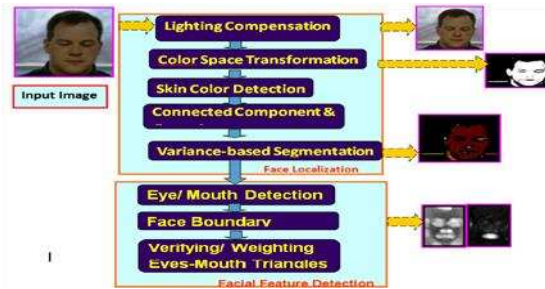 Lighting Compensation
Color Space Transformation
Input Image
Skin Color Detection
Connected Component &
Variance-based Segmentation
Face Localization
Eye/ Mouth Detection
Face Boundary
Verifying/ Weighting
Eyes-Mouth Triangles
Facial Feature Detection